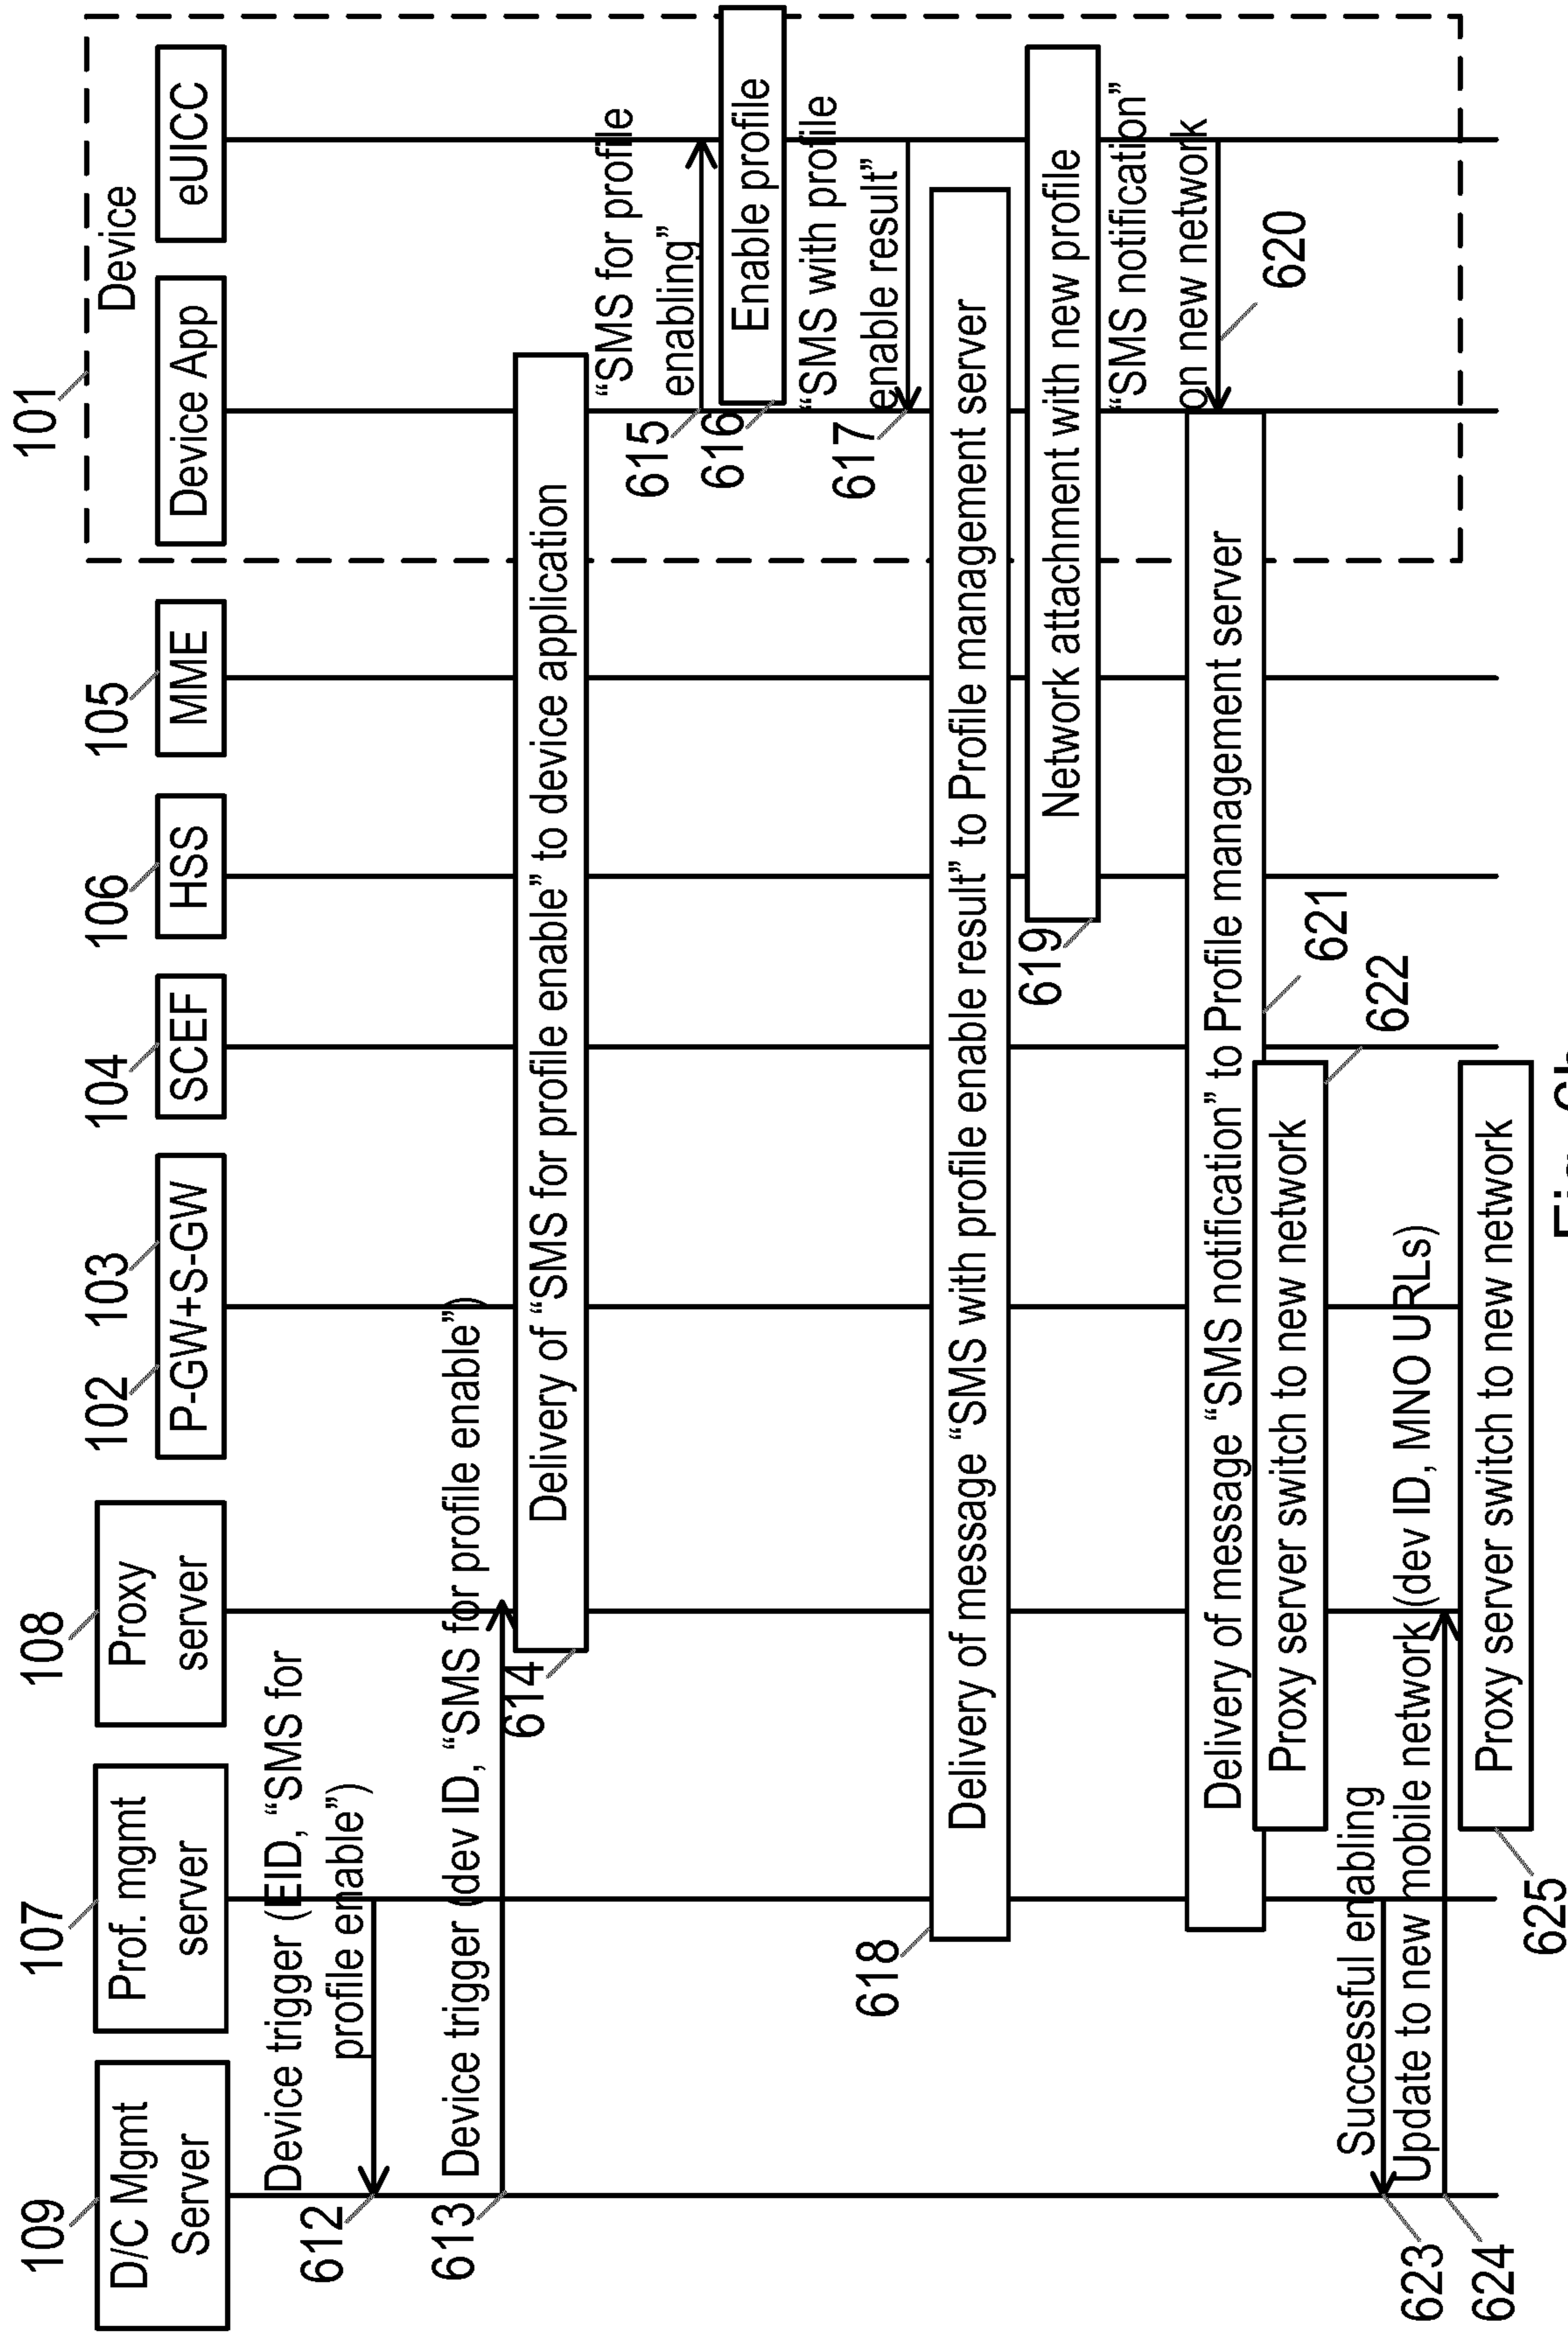 109
107
108
102
103
104
106
105
101
D/C Mgmt
Server
Prof. mgmt
server
Proxy
server
P-GW+S-GW
SCEF
HSS
MME
Device
Device App
eUICC
Device trigger (EID, “SMS for
profile enable”)
612
Device trigger (dev ID, “SMS for profile enable”)
613
Delivery of “SMS for profile enable” to device application
614
“SMS for profile
enabling”
615
Enable profile
616
“SMS with profile
enable result”
617
Delivery of message “SMS with profile enable result” to Profile management server
618
Network attachment with new profile
619
“SMS notification”
on new network
620
Delivery of message “SMS notification” to Profile management server
621
Proxy server switch to new network
622
Successful enabling
623
Update to new mobile network (dev ID, MNO URLs)
624
Proxy server switch to new network
625